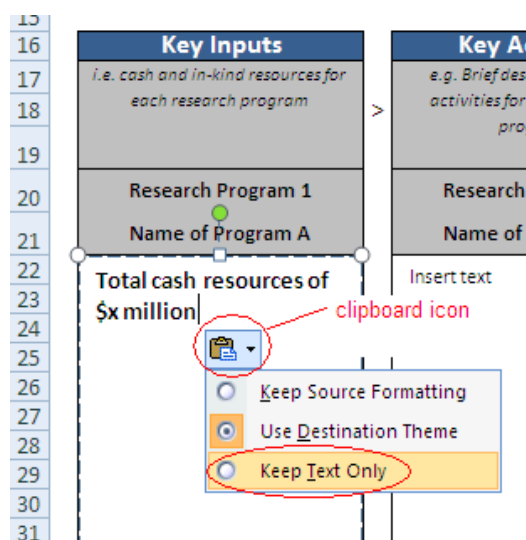 15
16
Key Inputs
Key A
17
i.e. cash and in-kind resources for
e.g. Brief des
18
each research program
>
activities for
pro
19
20
Research Program 1
Research
21
Name of Program A
Name of
22
Total cash resources of
Insert text
23
$x million
clipboard icon
24
25
26
Keep Source Formatting
27
Use Destination Theme
28
29
Keep Text Only
30
31